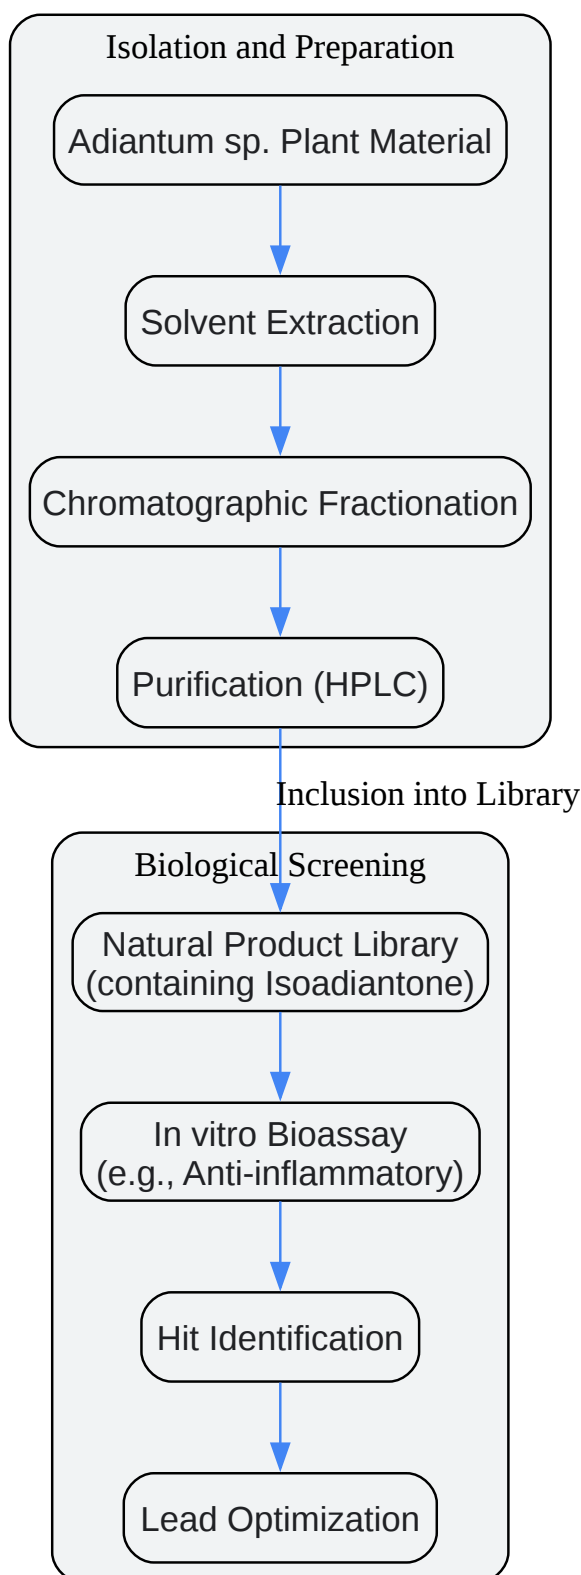 Isolation and Preparation
Adiantum sp. Plant Material
Solvent Extraction
Chromatographic Fractionation
Purification (HPLC)
Inclusion into Library
Biological Screening
Natural Product Library
(containing Isoadiantone)
In vitro Bioassay
(e.g., Anti-inflammatory)
Hit Identification
Lead Optimization